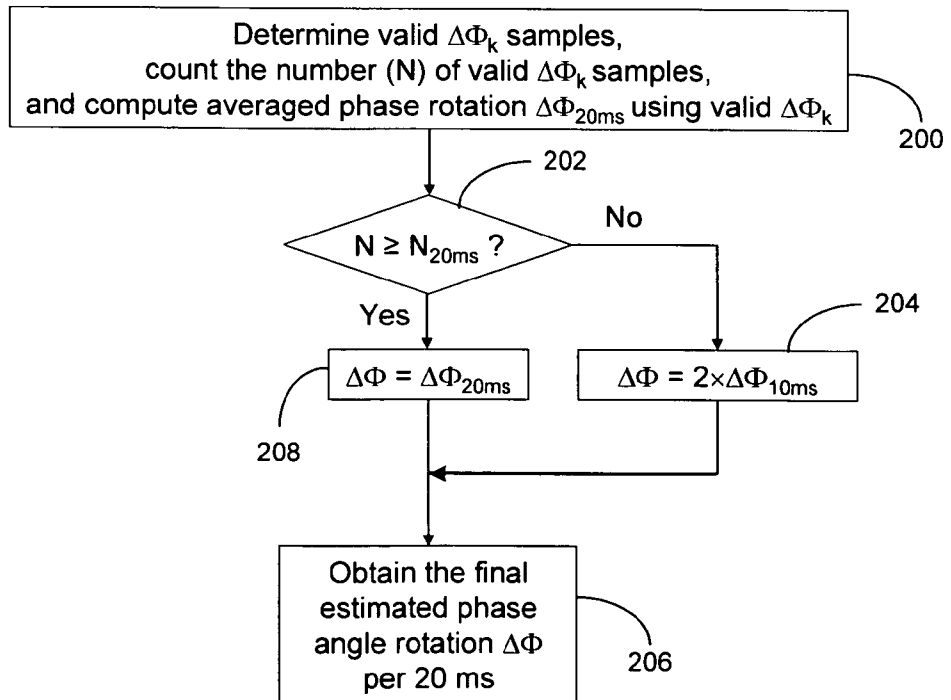 Determine valid ΔΦk samples,
count the number (N) of valid ΔΦk samples,
and compute averaged phase rotation ΔΦ20ms using valid ΔΦk
200
202
N ≥ N20ms ?
No
Yes
204
ΔΦ = ΔΦ20ms
ΔΦ = 2×ΔΦ10ms
208
Obtain the final
estimated phase
angle rotation ΔΦ
per 20 ms
206